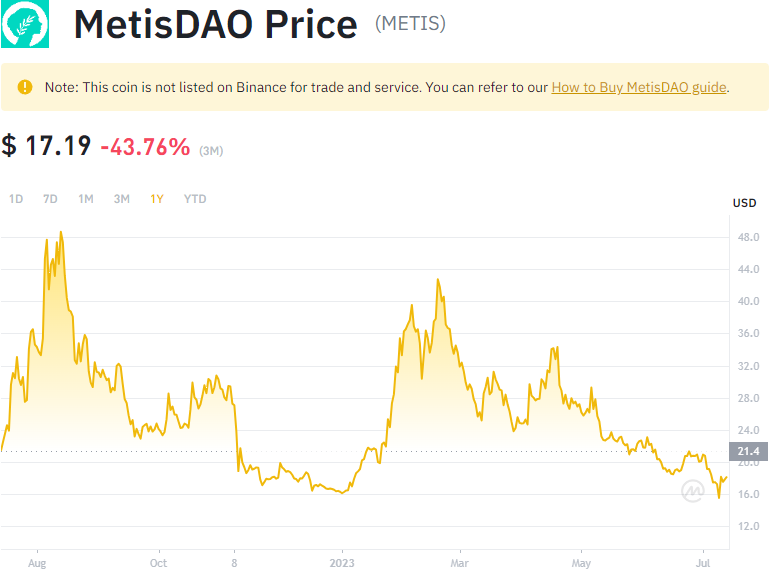 MetisDAO Price (METIS)
Note: This coin is not listed on Binance for trade and service. You can refer to our How to Buy MetisDAO guide.
$ 17.19 -43.76% (3M)
1D 7D 1M 3M 1Y YTD
USD
48.0
44.0
40.0
36.0
32.0
28.0
24.0
21.4
20.0
16.0
12.0
Aug Oct 8 2023 Mar May Jul